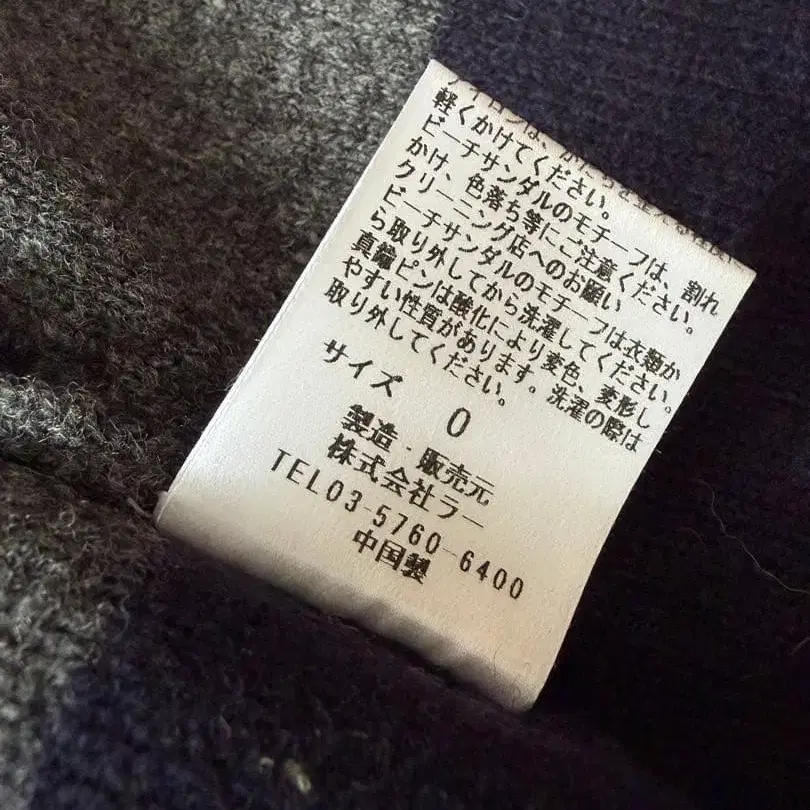 軽くかけてください。
ビーチサンダルのモチーフは、割れ
かけ、色落ち等にご注意ください。
クリーニング店へのお願い
ビーチサンダルのモチーフは衣類か
ら取り外してから洗濯してください。
真鍮ピンは酸化により変色、変形し
やすい性質があります。洗濯の際は
取り外してください。
サイズ 0
製造・販売元
株式会社ラー
TEL03-5760-6400
中国製